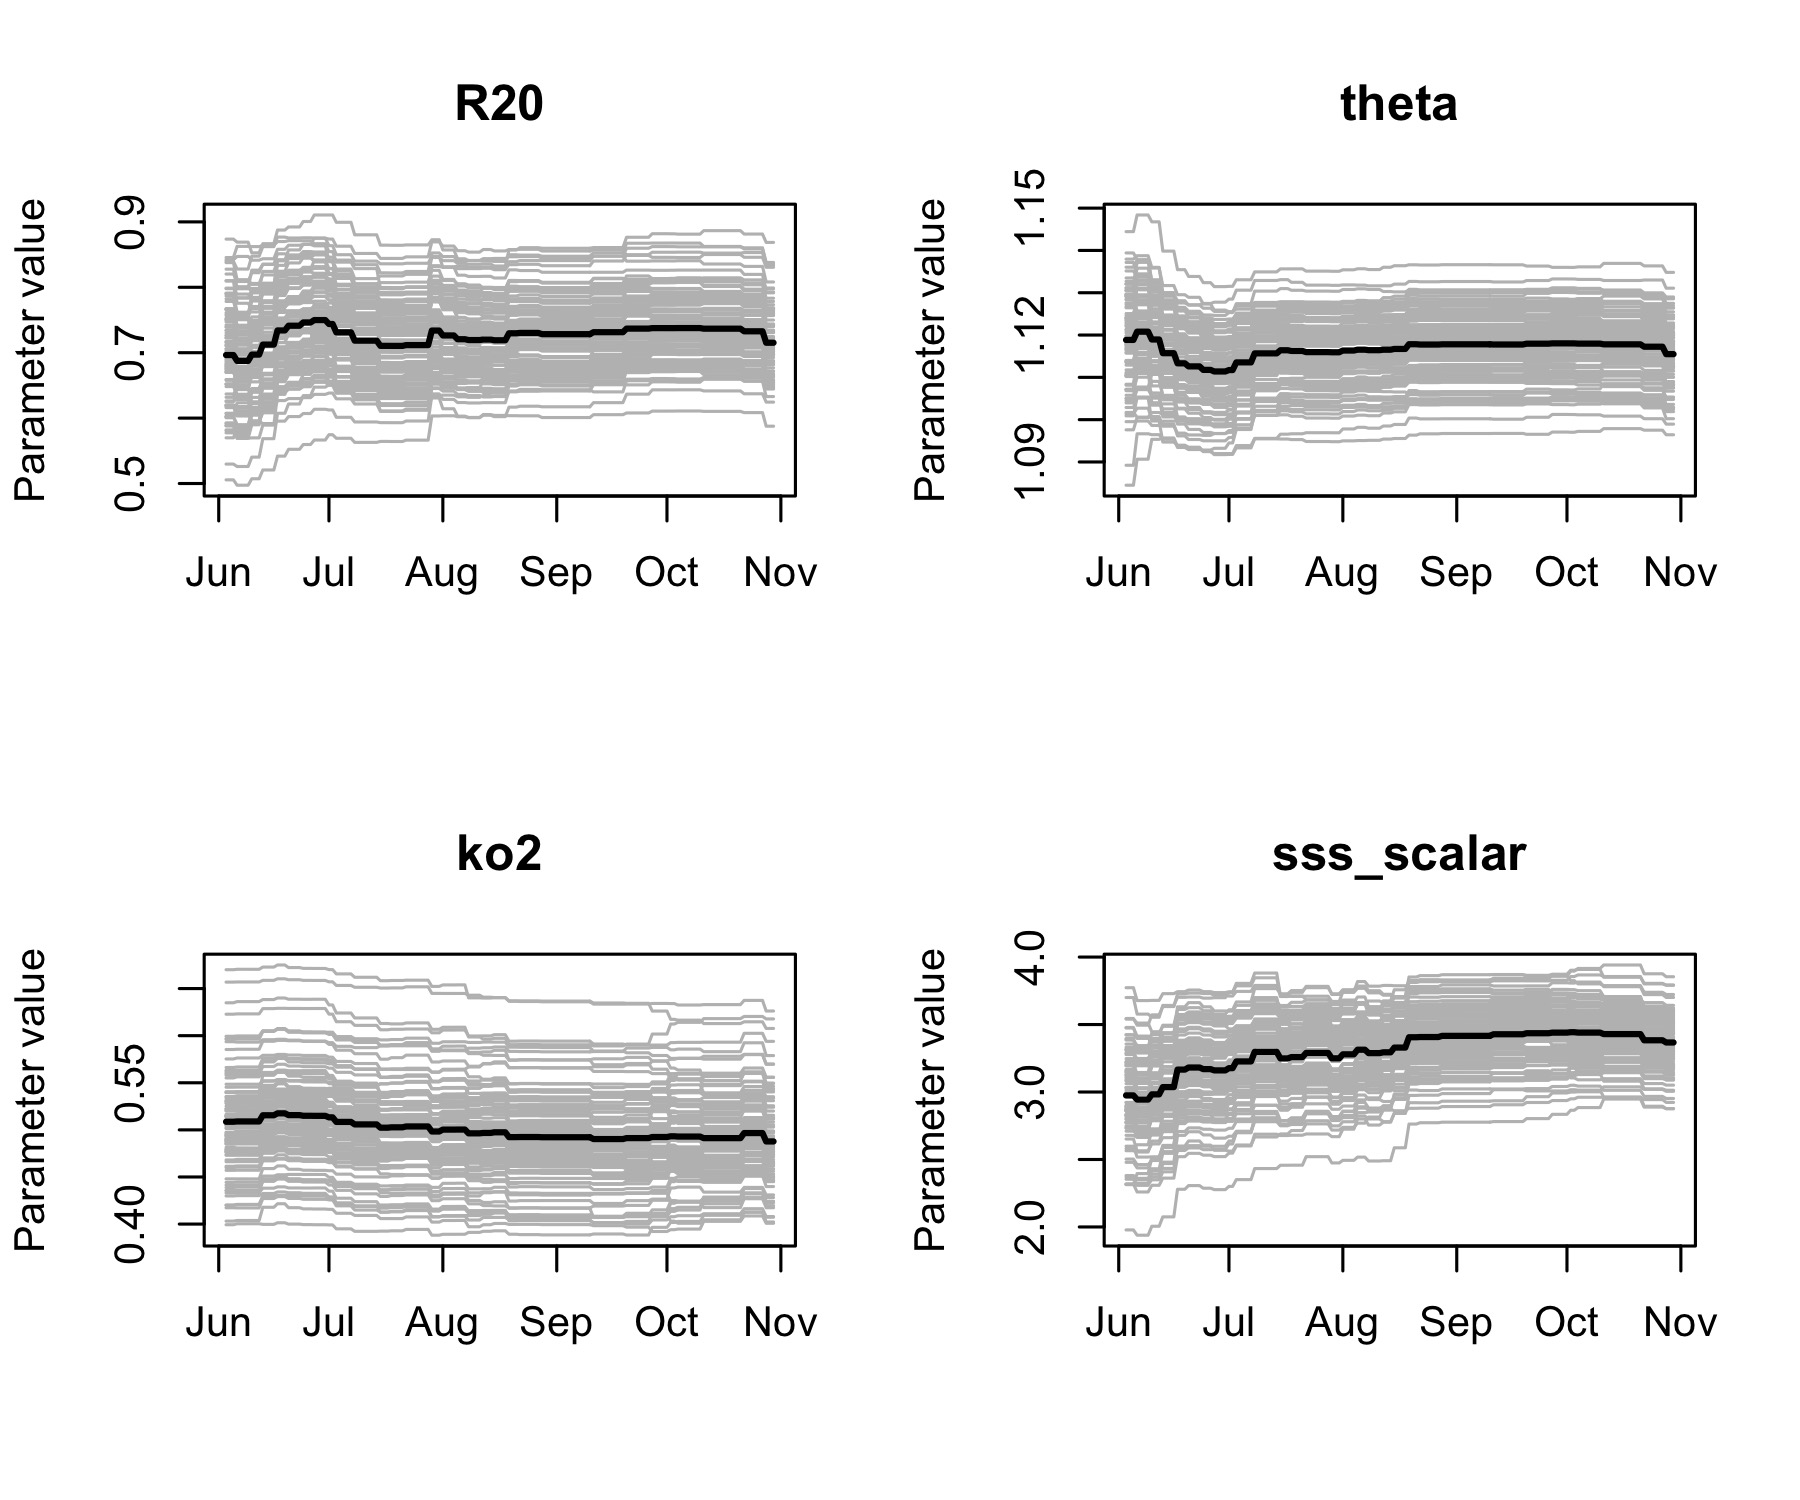 R20
Parameter value
0.9
0.7
0.5
Jun Jul Aug Sep Oct Nov
theta
Parameter value
1.15
1.12
1.09
Jun Jul Aug Sep Oct Nov
ko2
Parameter value
0.55
0.40
Jun Jul Aug Sep Oct Nov
sss_scalar
Parameter value
4.0
3.0
2.0
Jun Jul Aug Sep Oct Nov